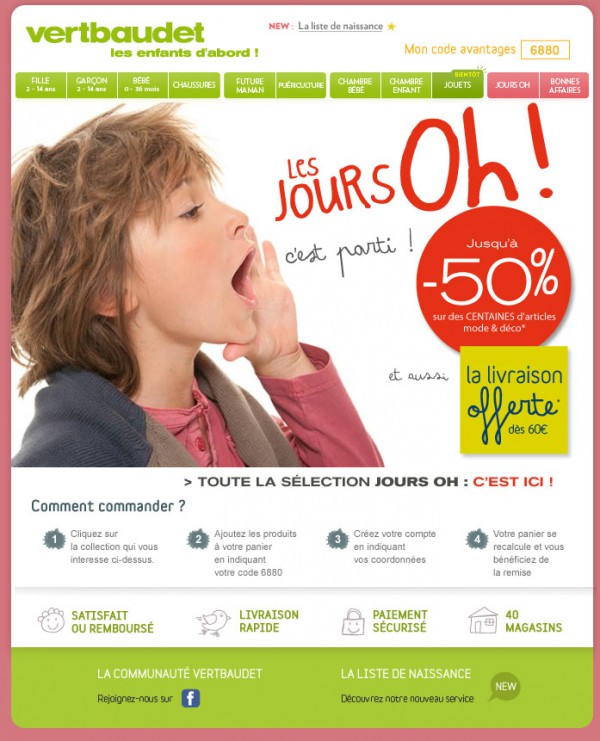 vertbaudet
les enfants d'abord !
NEW : La liste de naissance
Mon code avantages 6880
FILLE
2 - 14 ans
GARÇON
2 - 14 ans
BÉBÉ
0 - 36 mois
CHAUSSURES
FUTURE
MAMAN
PUÉRICULTURE
CHAMBRE
BÉBÉ
CHAMBRE
ENFANT
BIENTÔT
JOUETS
JOURS OH
BONNES
AFFAIRES
LES
JOURS Oh !
c'est parti !
Jusqu'à
-50%
sur des CENTAINES d'articles
mode & déco*
et aussi
la livraison
offerte*
dès 60€
> TOUTE LA SÉLECTION JOURS OH : C'EST ICI !
Comment commander ?
1
Cliquez sur
la collection qui vous
interesse ci-dessus.
2
Ajoutez les produits
à votre panier
en indiquant
votre code 6880
3
Créez votre compte
en indiquant
vos coordonnées
4
Votre panier se
recalcule et vous
bénéficiez de
la remise
SATISFAIT
OU REMBOURSÉ
LIVRAISON
RAPIDE
PAIEMENT
SÉCURISÉ
40
MAGASINS
LA COMMUNAUTÉ VERTBAUDET
Rejoignez-nous sur f
LA LISTE DE NAISSANCE
Découvrez notre nouveau service
NEW